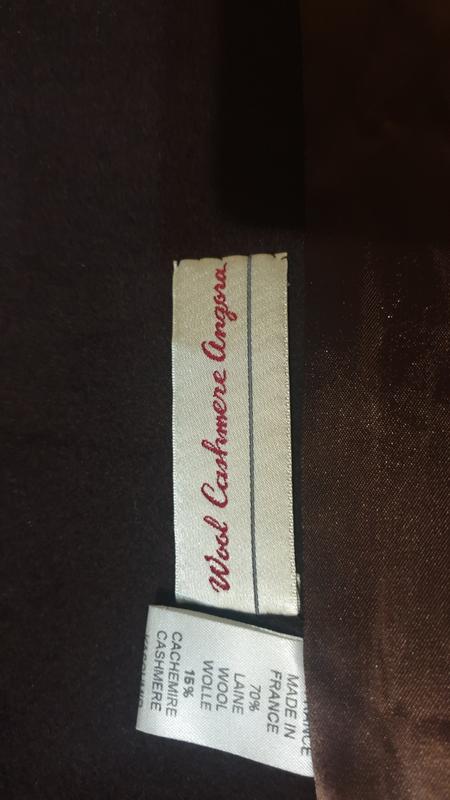 Wool Cashmere Angora
MADE IN
FRANCE
70%
LAINE
WOOL
WOLLE
15%
CACHEMIRE
CASHMERE